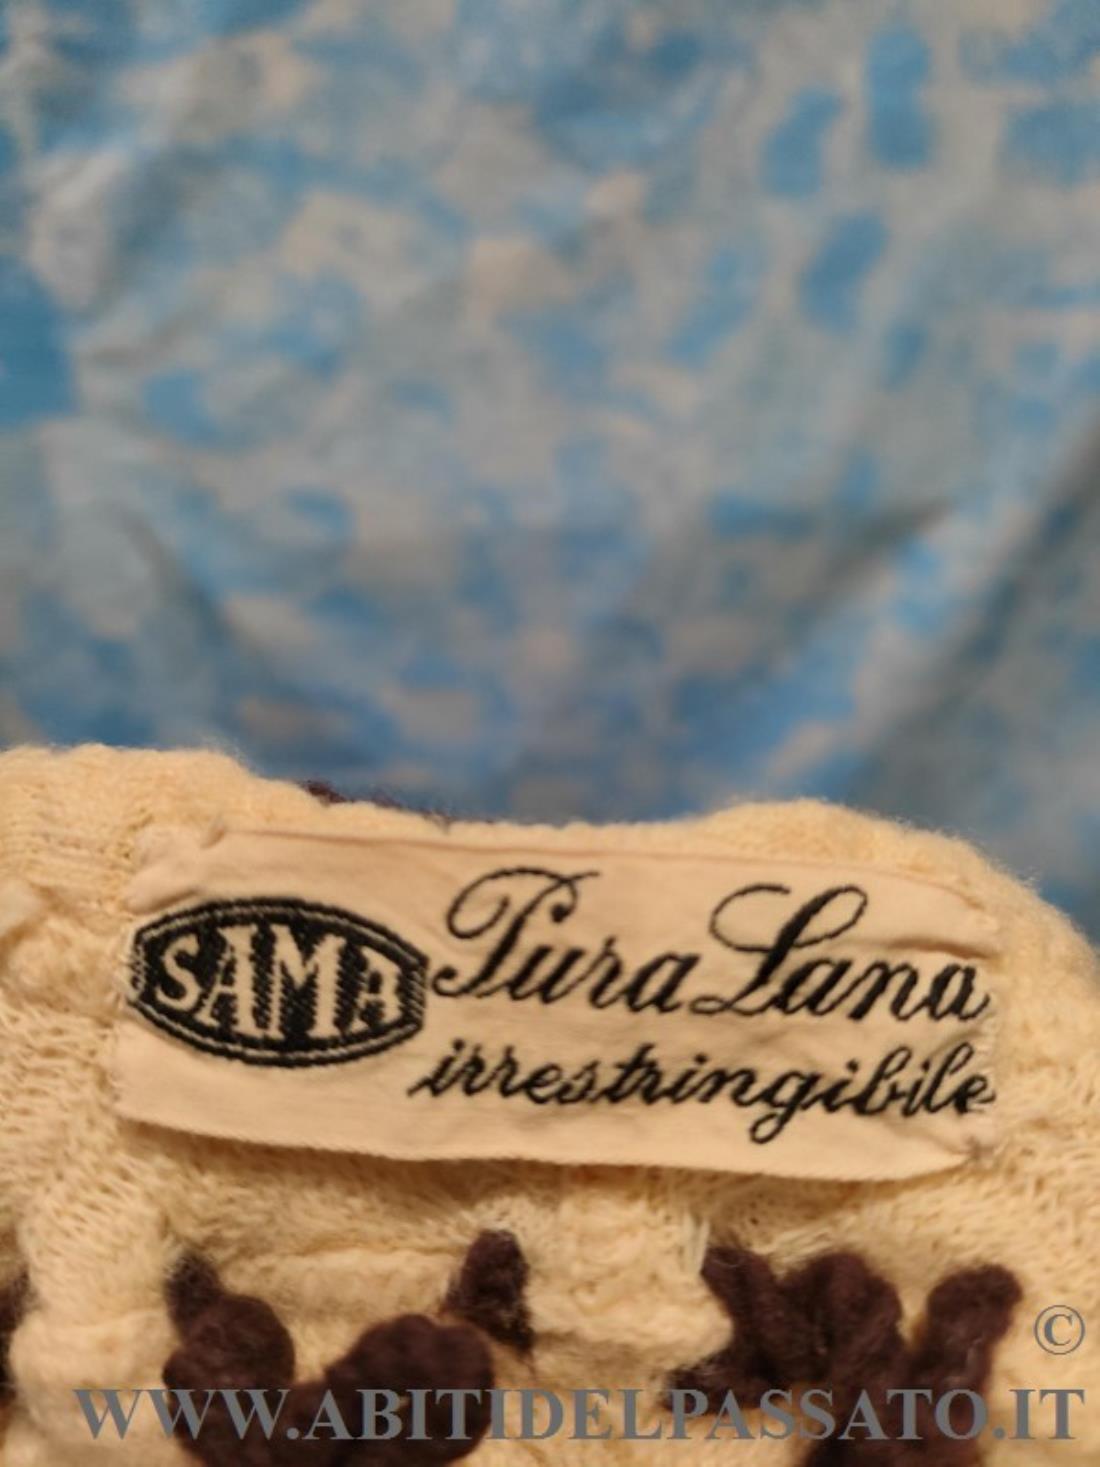 SAMA
Pura Lana
irrestringibile
©
WWW.ABITIDELPASSATO.IT